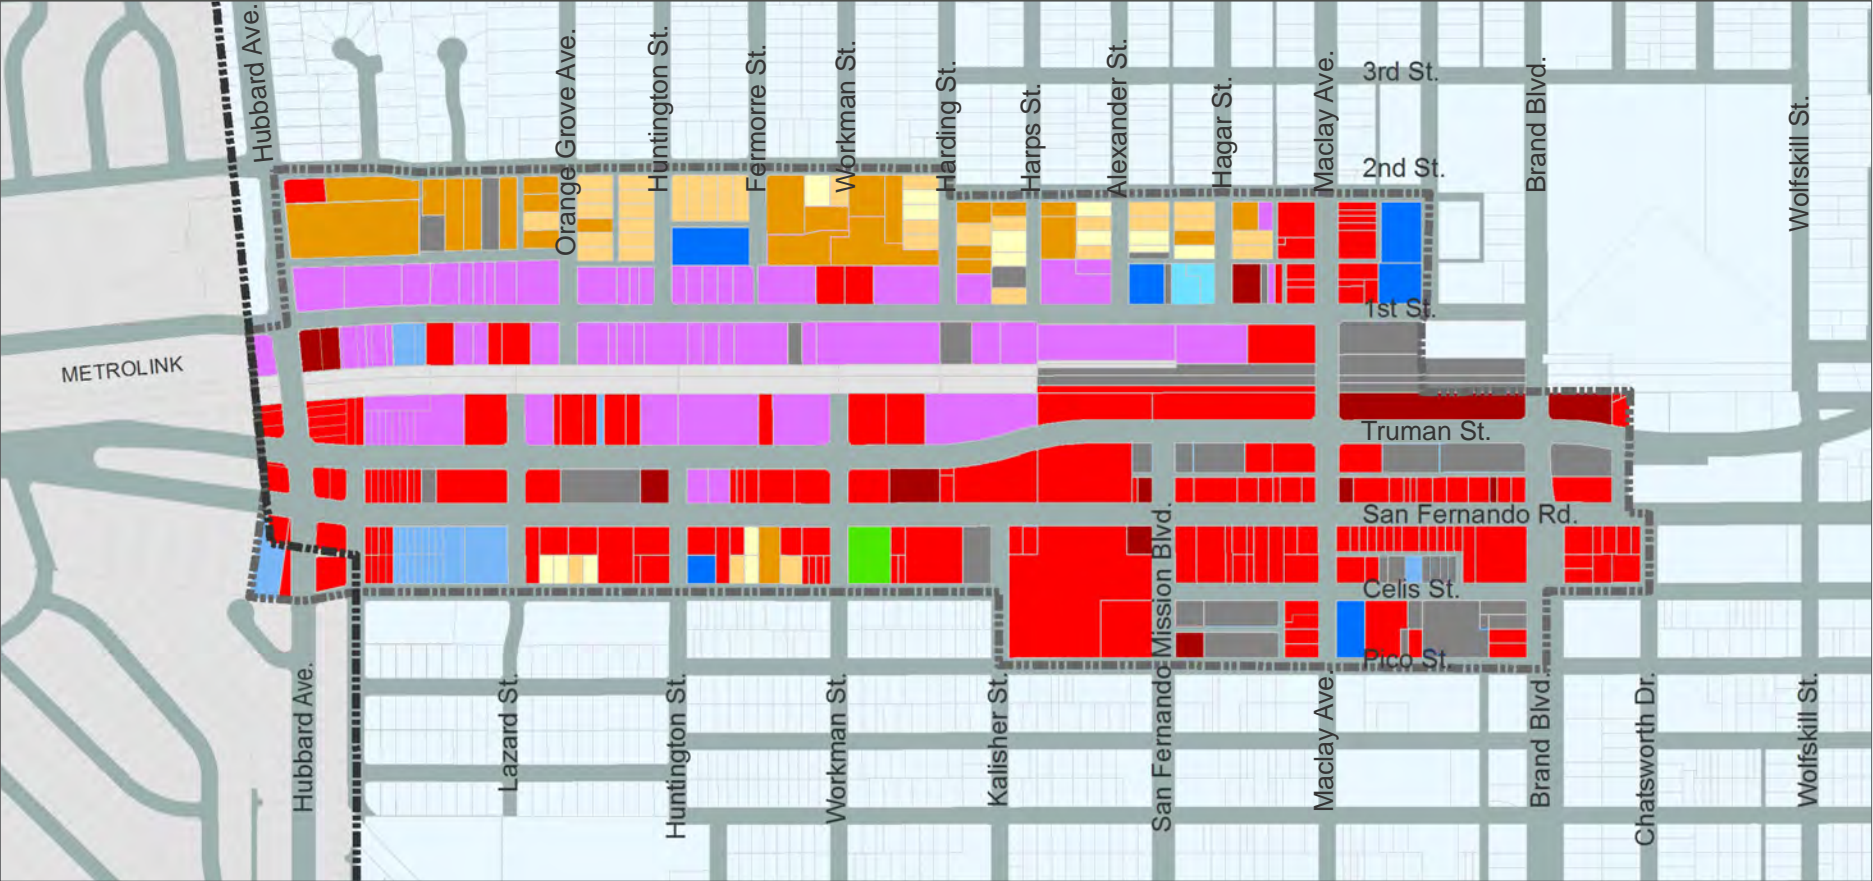 Hubbard Ave.
Orange Grove Ave.
Huntington St.
Fermorre St.
Workman St.
Harding St.
Harps St.
Alexander St.
Hagar St.
Maclay Ave.
3rd St.
2nd St.
Brand Blvd.
Wolfskill St.
1st St.
METROLINK
Truman St.
San Fernando Rd.
Celis St.
Pico St.
Hubbard Ave.
Lazard St.
Huntington St.
Workman St.
Kalisher St.
San Fernando Mission Blvd.
Maclay Ave.
Brand Blvd.
Chatsworth Dr.
Wolfskill St.